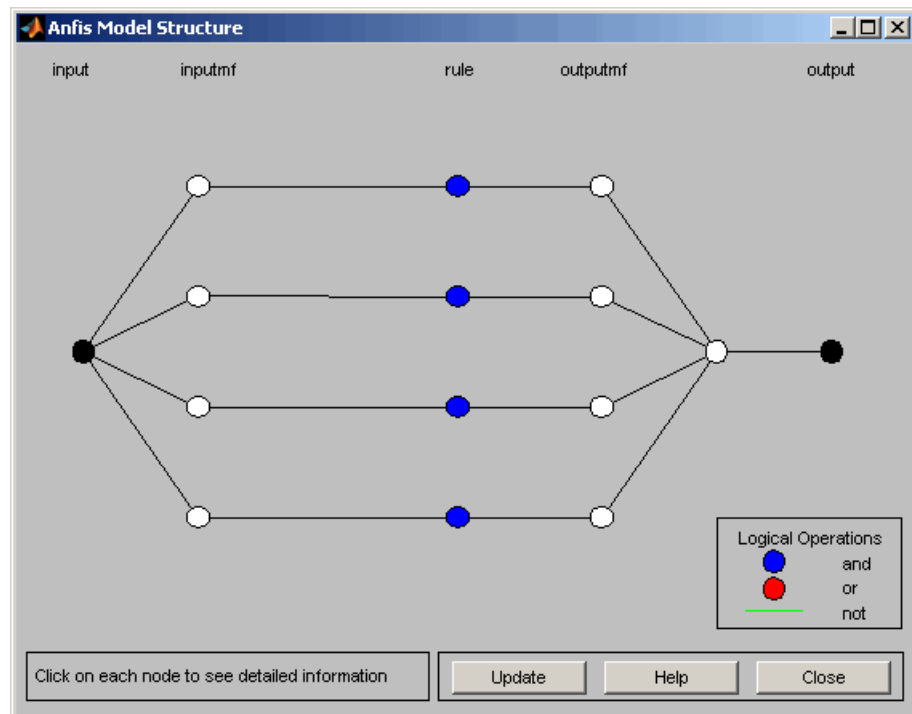 Anfis Model Structure
input inputmf rule outputmf output
Logical Operations
and
or
not
Click on each node to see detailed information
Update Help Close